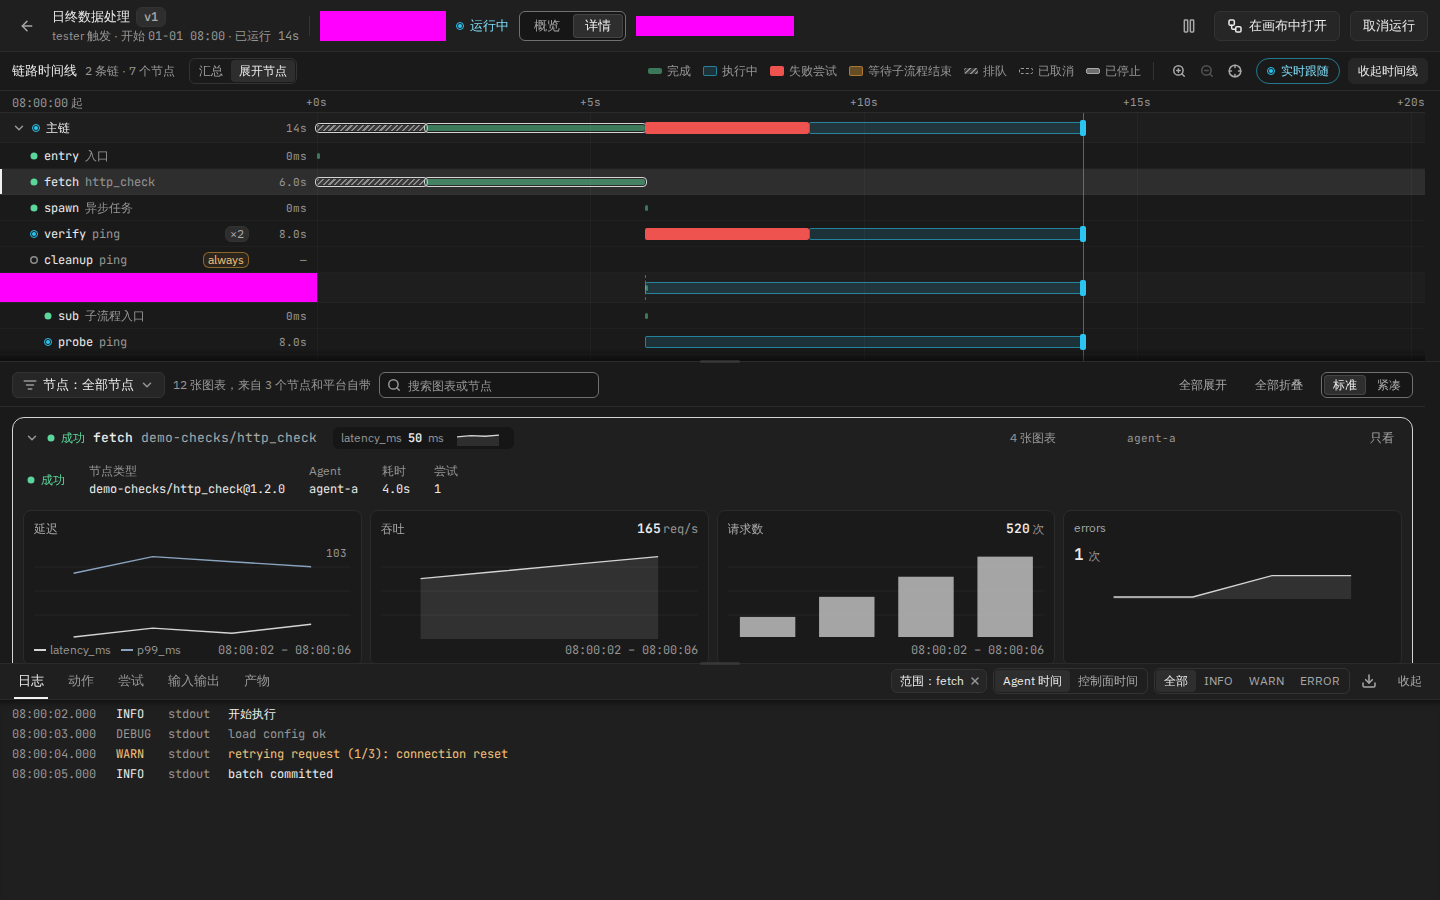 日终数据处理 v1
tester 触发 · 开始 01-01 08:00 · 已运行 14s
运行中 概览 详情
在画布中打开 取消运行
链路时间线 2 条链 · 7 个节点 汇总 展开节点
完成 执行中 失败尝试 等待子流程结束 排队 已取消 已停止 实时跟随 收起时间线
08:00:00 起 +0s +5s +10s +15s +20s
主链 14s
entry 入口 0ms
fetch http_check 6.0s
spawn 异步任务 0ms
verify ping ×2 8.0s
cleanup ping always —
sub 子流程入口 0ms
probe ping 8.0s
节点：全部节点 12 张图表，来自 3 个节点和平台自带 搜索图表或节点 全部展开 全部折叠 标准 紧凑
成功 fetch demo-checks/http_check latency_ms 50 ms 4 张图表 agent-a 只看
成功
节点类型 Agent 耗时 尝试
demo-checks/http_check@1.2.0 agent-a 4.0s 1
延迟
103
latency_ms p99_ms 08:00:02 – 08:00:06
吞吐 165 req/s
08:00:02 – 08:00:06
请求数 520 次
08:00:02 – 08:00:06
errors
1 次
日志 动作 尝试 输入输出 产物 范围：fetch Agent 时间 控制面时间 全部 INFO WARN ERROR 收起
08:00:02.000 INFO stdout 开始执行
08:00:03.000 DEBUG stdout load config ok
08:00:04.000 WARN stdout retrying request (1/3): connection reset
08:00:05.000 INFO stdout batch committed